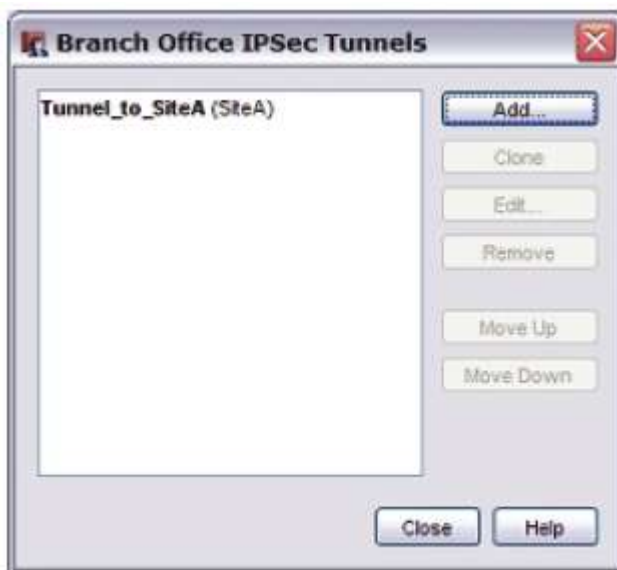 Branch Office IPSec Tunnels
Tunnel_to_SiteA (SiteA)
Add...
Clone
Edit...
Remove
Move Up
Move Down
Close
Help